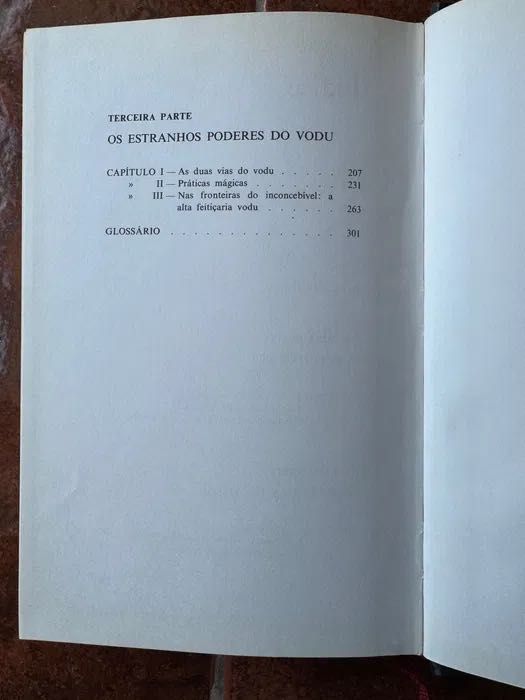 TERCEIRA PARTE
OS ESTRANHOS PODERES DO VODU
CAPÍTULO I — As duas vias do vodu . . . . . 207
» II — Práticas mágicas . . . . . . . 231
» III — Nas fronteiras do inconcebível: a
alta feitiçaria vodu . . . . . . 263
GLOSSÁRIO . . . . . . . . . . . . . 301